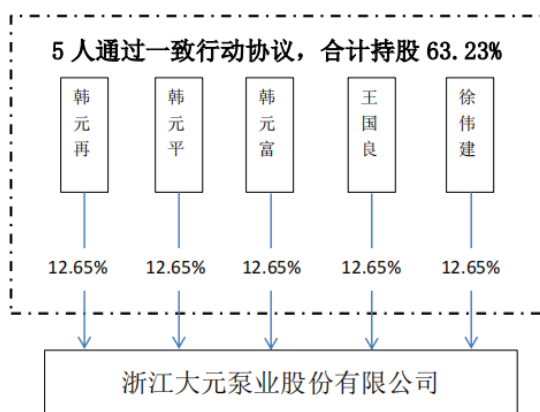 5 人通过一致行动协议，合计持股 63.23%
韩元再
韩元平
韩元富
王国良
徐伟建
12.65%
12.65%
12.65%
12.65%
12.65%
浙江大元泵业股份有限公司